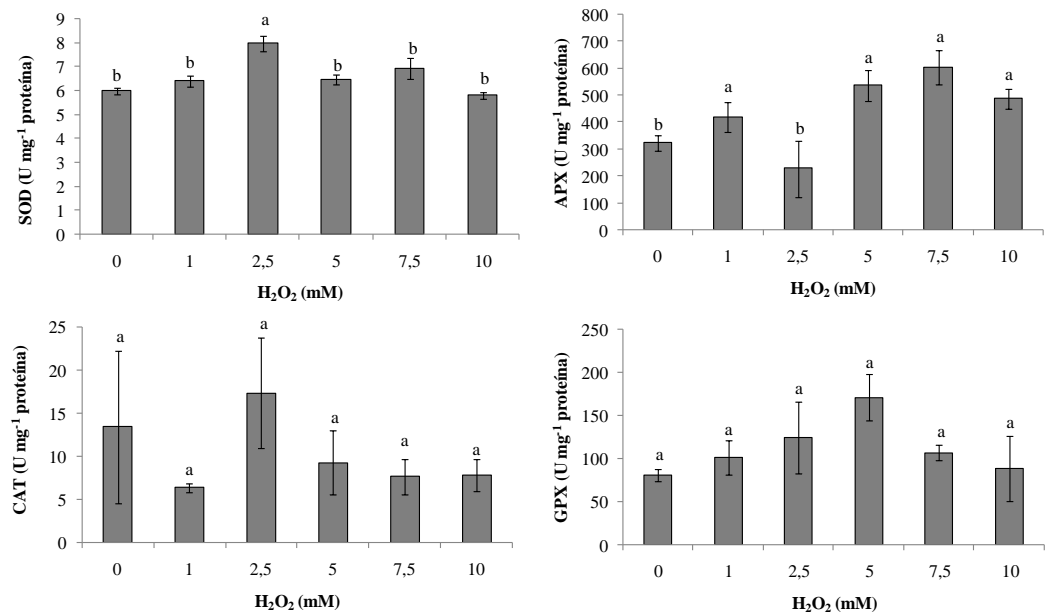 SOD (U mg⁻¹ proteína)
9
8
7
6
5
4
3
2
1
0
b
b
a
b
b
b
0 1 2,5 5 7,5 10
H₂O₂ (mM)
APX (U mg⁻¹ proteína)
800
700
600
500
400
300
200
100
0
b
a
b
a
a
a
0 1 2,5 5 7,5 10
H₂O₂ (mM)
CAT (U mg⁻¹ proteína)
25
20
15
10
5
0
a
a
a
a
a
a
0 1 2,5 5 7,5 10
H₂O₂ (mM)
GPX (U mg⁻¹ proteína)
250
200
150
100
50
0
a
a
a
a
a
a
0 1 2,5 5 7,5 10
H₂O₂ (mM)